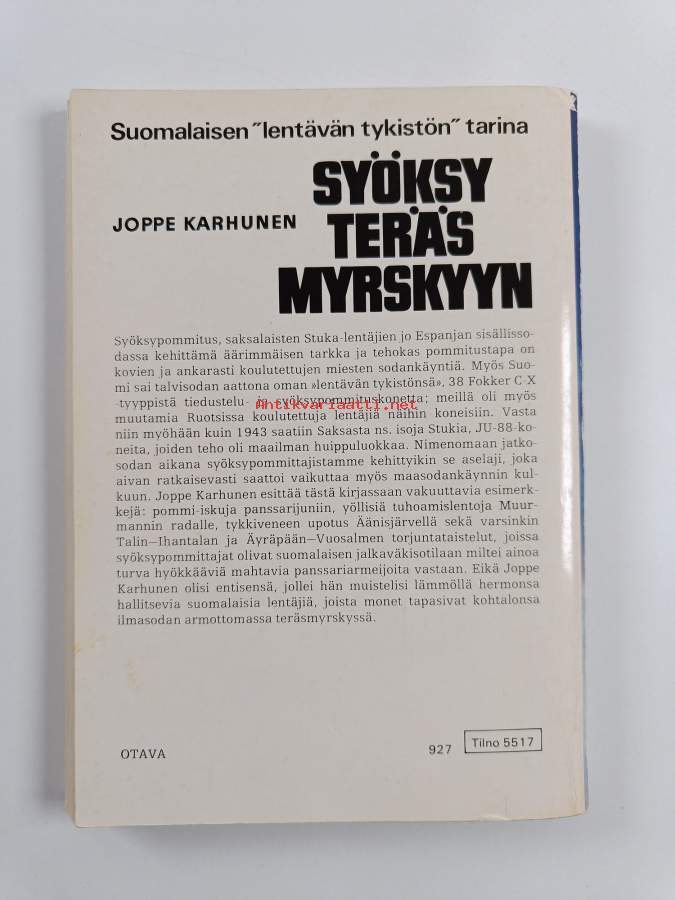 Suomalaisen "lentävän tykistön" tarina
JOPPE KARHUNEN
SYÖKSY
TERÄS
MYRSKYYN
Syöksypommitus, saksalaisten Stuka-lentäjien jo Espanjan sisällisso-
dassa kehittämä äärimmäisen tarkka ja tehokas pommitustapa on
kovien ja ankarasti koulutettujen miesten sodankäyntiä. Myös Suo-
mi sai talvisodan aattona oman »lentävän tykistönsä», 38 Fokker C-X
-tyyppistä tiedustelu- ja syöksypommituskonetta; meillä oli myös
Antikvariaatti.net
muutamia Ruotsissa koulutettuja lentäjiä näihin koneisiin. Vasta
niin myöhään kuin 1943 saatiin Saksasta ns. isoja Stukia, JU-88-ko-
neita, joiden teho oli maailman huippuluokkaa. Nimenomaan jatko-
sodan aikana syöksypommittajistamme kehittyikin se aselaji, joka
aivan ratkaisevasti saattoi vaikuttaa myös maasodankäynnin kul-
kuun. Joppe Karhunen esittää tästä kirjassaan vakuuttavia esimerk-
kejä: pommi-iskuja panssarijuniin, yöllisiä tuhoamislentoja Muur-
mannin radalle, tykkiveneen upotus Äänisjärvellä sekä varsinkin
Talin—Ihantalan ja Äyräpään—Vuosalmen torjuntataistelut, joissa
syöksypommittajat olivat suomalaisen jalkaväkisotilaan miltei ainoa
turva hyökkääviä mahtavia panssariarmeijoita vastaan. Eikä Joppe
Karhunen olisi entisensä, jollei hän muistelisi lämmöllä hermonsa
hallitsevia suomalaisia lentäjiä, joista monet tapasivat kohtalonsa
ilmasodan armottomassa teräsmyrskyssä.
OTAVA
927
Tilno 5517